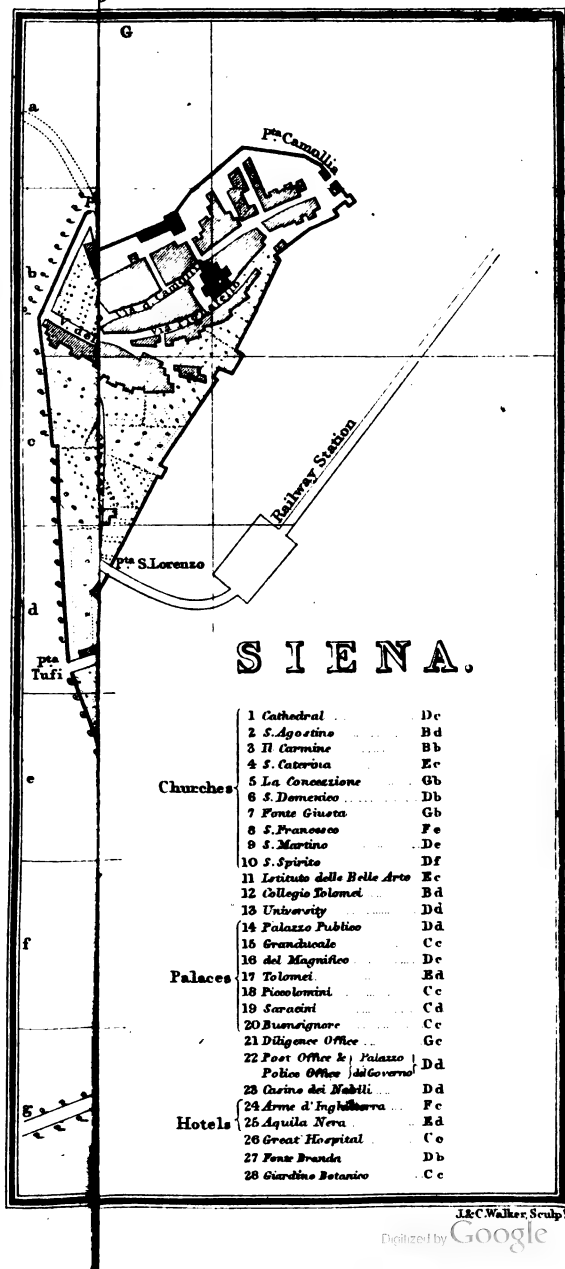 G
a
Pta Camollia
b
Via di Camollia
V. del
c
Railway Station
Pta S. Lorenzo
d
Pta
Tufi
SIENA.
1 Cathedral Dc
2 S. Agostino Bd
3 Il Carmine Bb
4 S. Caterina Ec
e
5 La Concezzione Gb
Churches
6 S. Domenico Db
7 Fonte Giusta Gb
8 S. Francesco Fe
9 S. Martino De
10 S. Spirito Df
11 Istituto delle Belle Arte Ec
12 Collegio Tolomei Bd
13 University Dd
14 Palazzo Publico Dd
f
15 Granducale Cc
16 del Magnifico Dc
Palaces
17 Tolomei Ed
18 Piccolomini Cc
19 Saracini Cd
20 Buonsignore Cc
21 Diligence Office Gc
22 Post Office & Police Office Palazzo del Governo Dd
23 Casino dei Nobili Dd
g
24 Arme d'Inghilterra Fc
Hotels
25 Aquila Nera Ed
26 Great Hospital Cc
27 Fonte Branda Db
28 Giardino Botanico Cc
J. & C. Walker, Sculpt
Digitized by Google